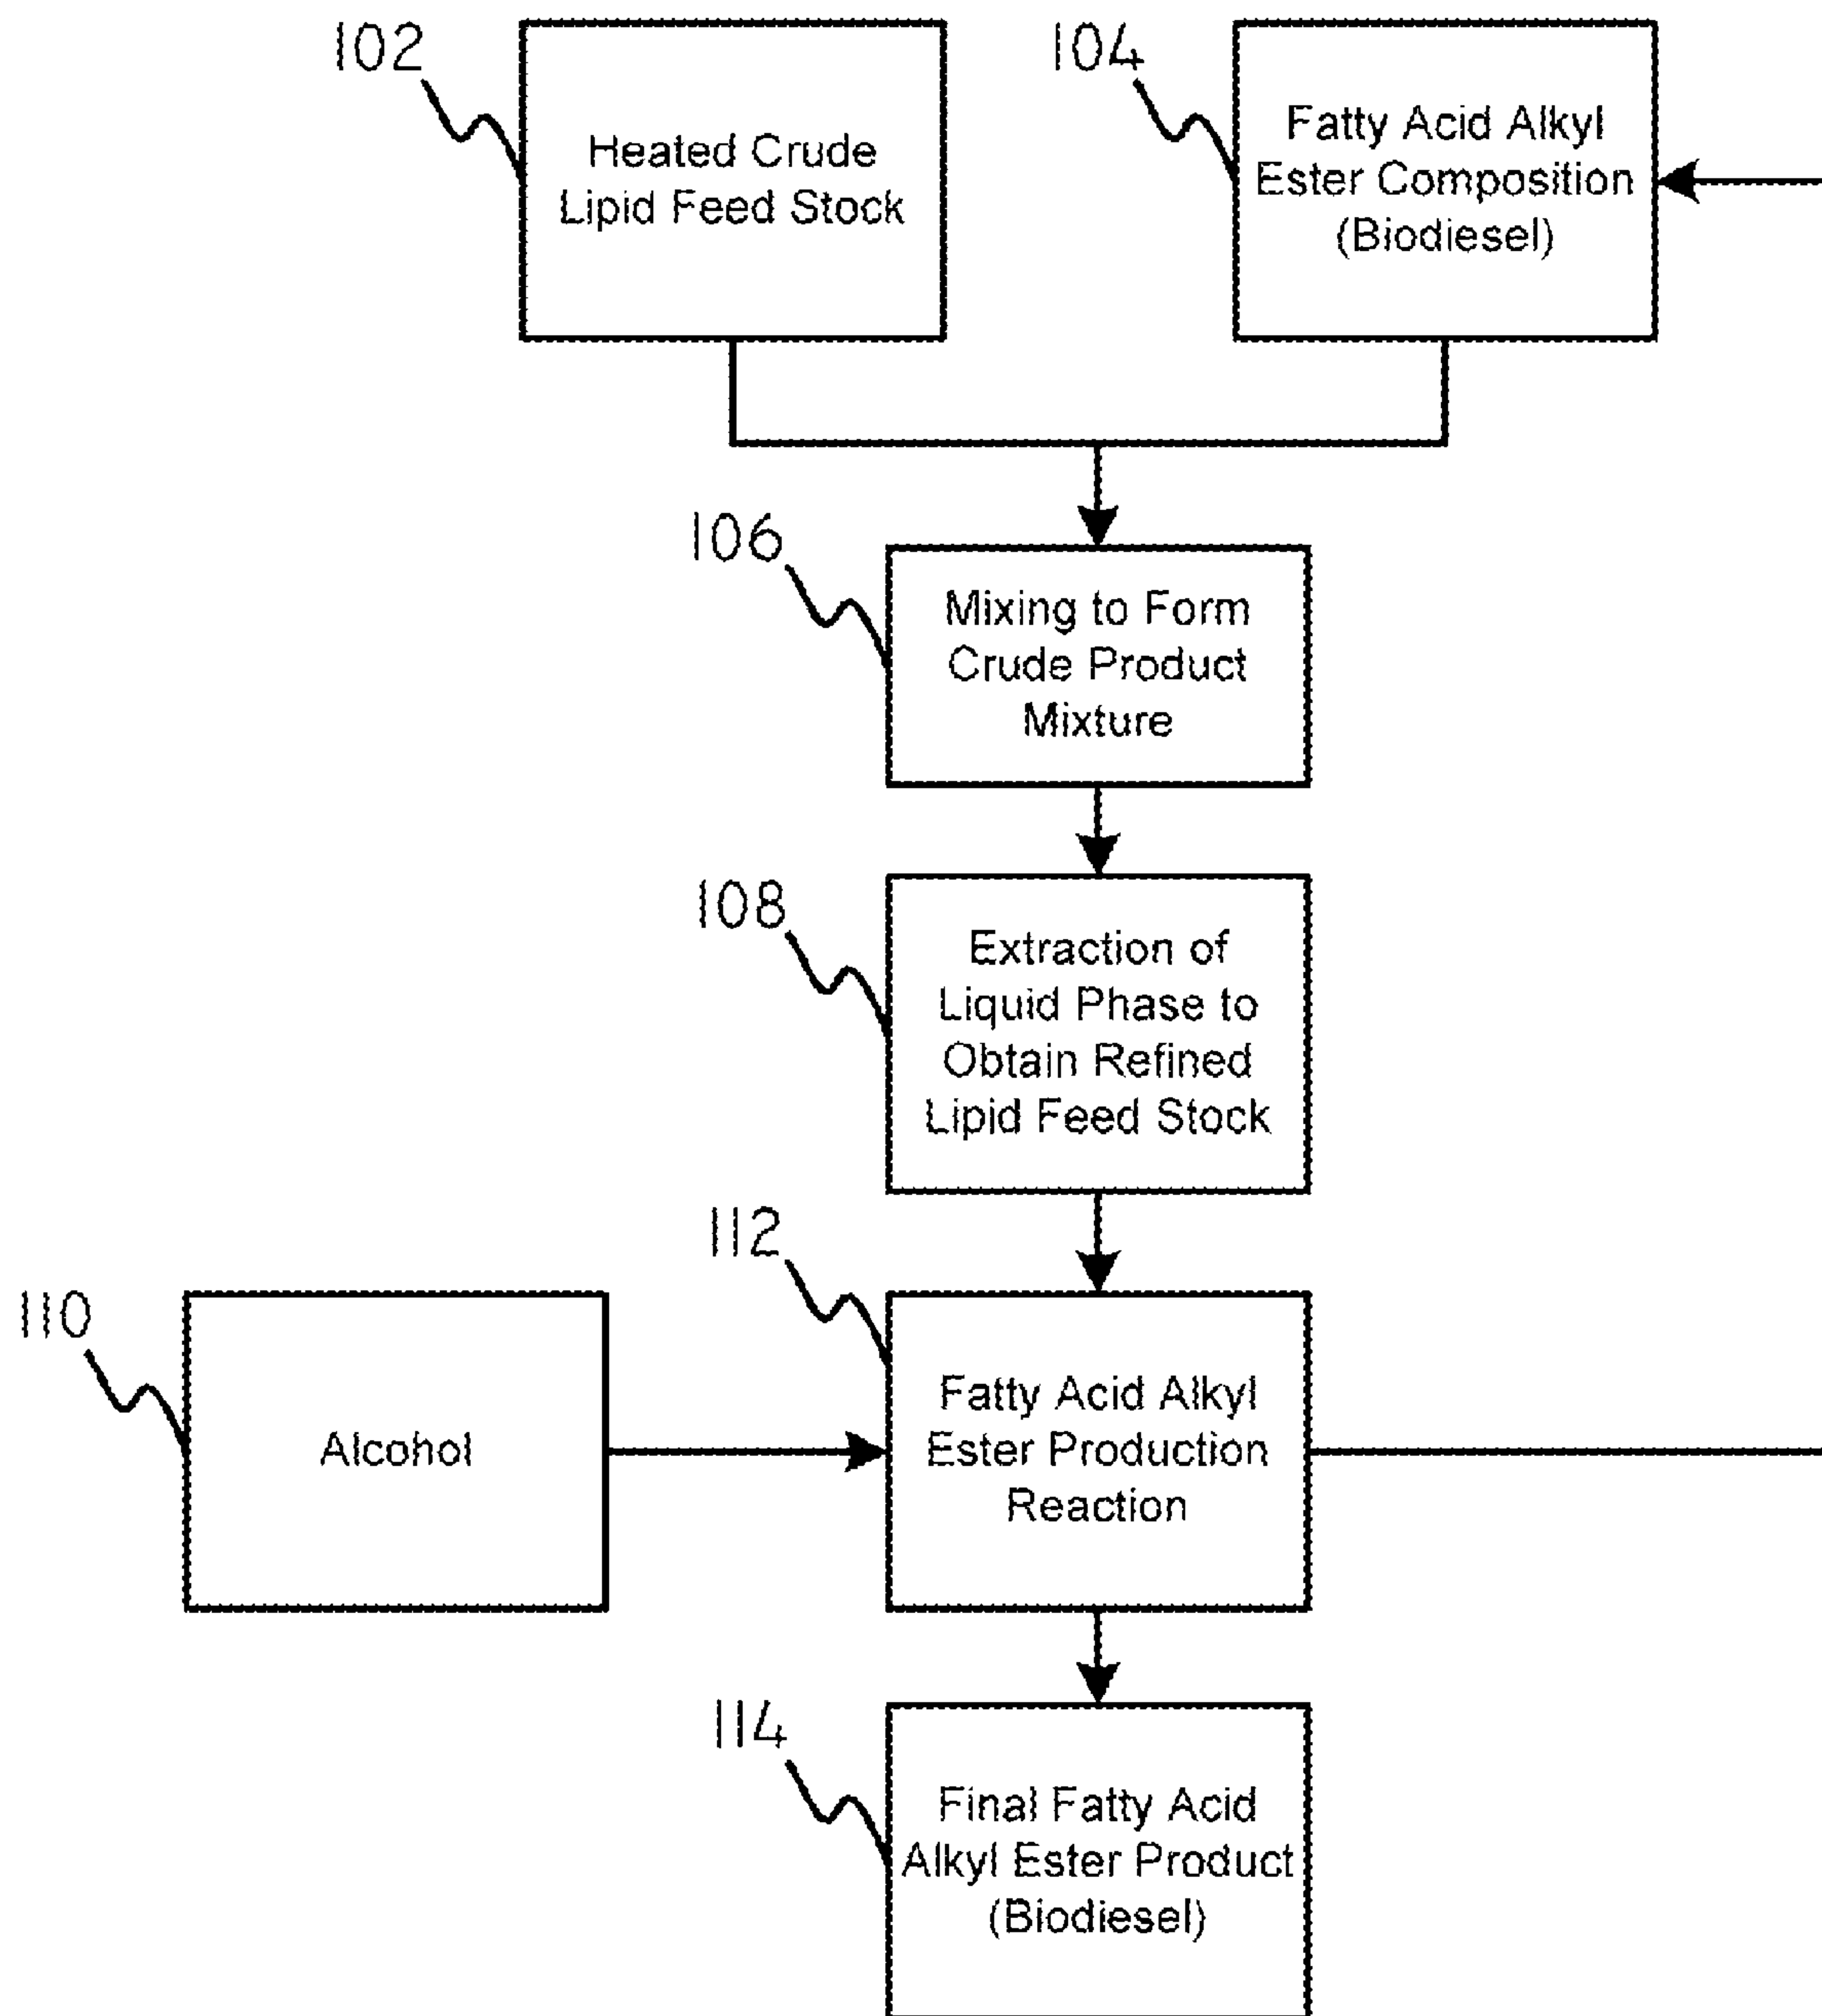 102
Heated Crude
Lipid Feed Stock
104
Fatty Acid Alkyl
Ester Composition
(Biodiesel)
106
Mixing to Form
Crude Product
Mixture
108
Extraction of
Liquid Phase to
Obtain Refined
Lipid Feed Stock
110
Alcohol
112
Fatty Acid Alkyl
Ester Production
Reaction
114
Final Fatty Acid
Alkyl Ester Product
(Biodiesel)